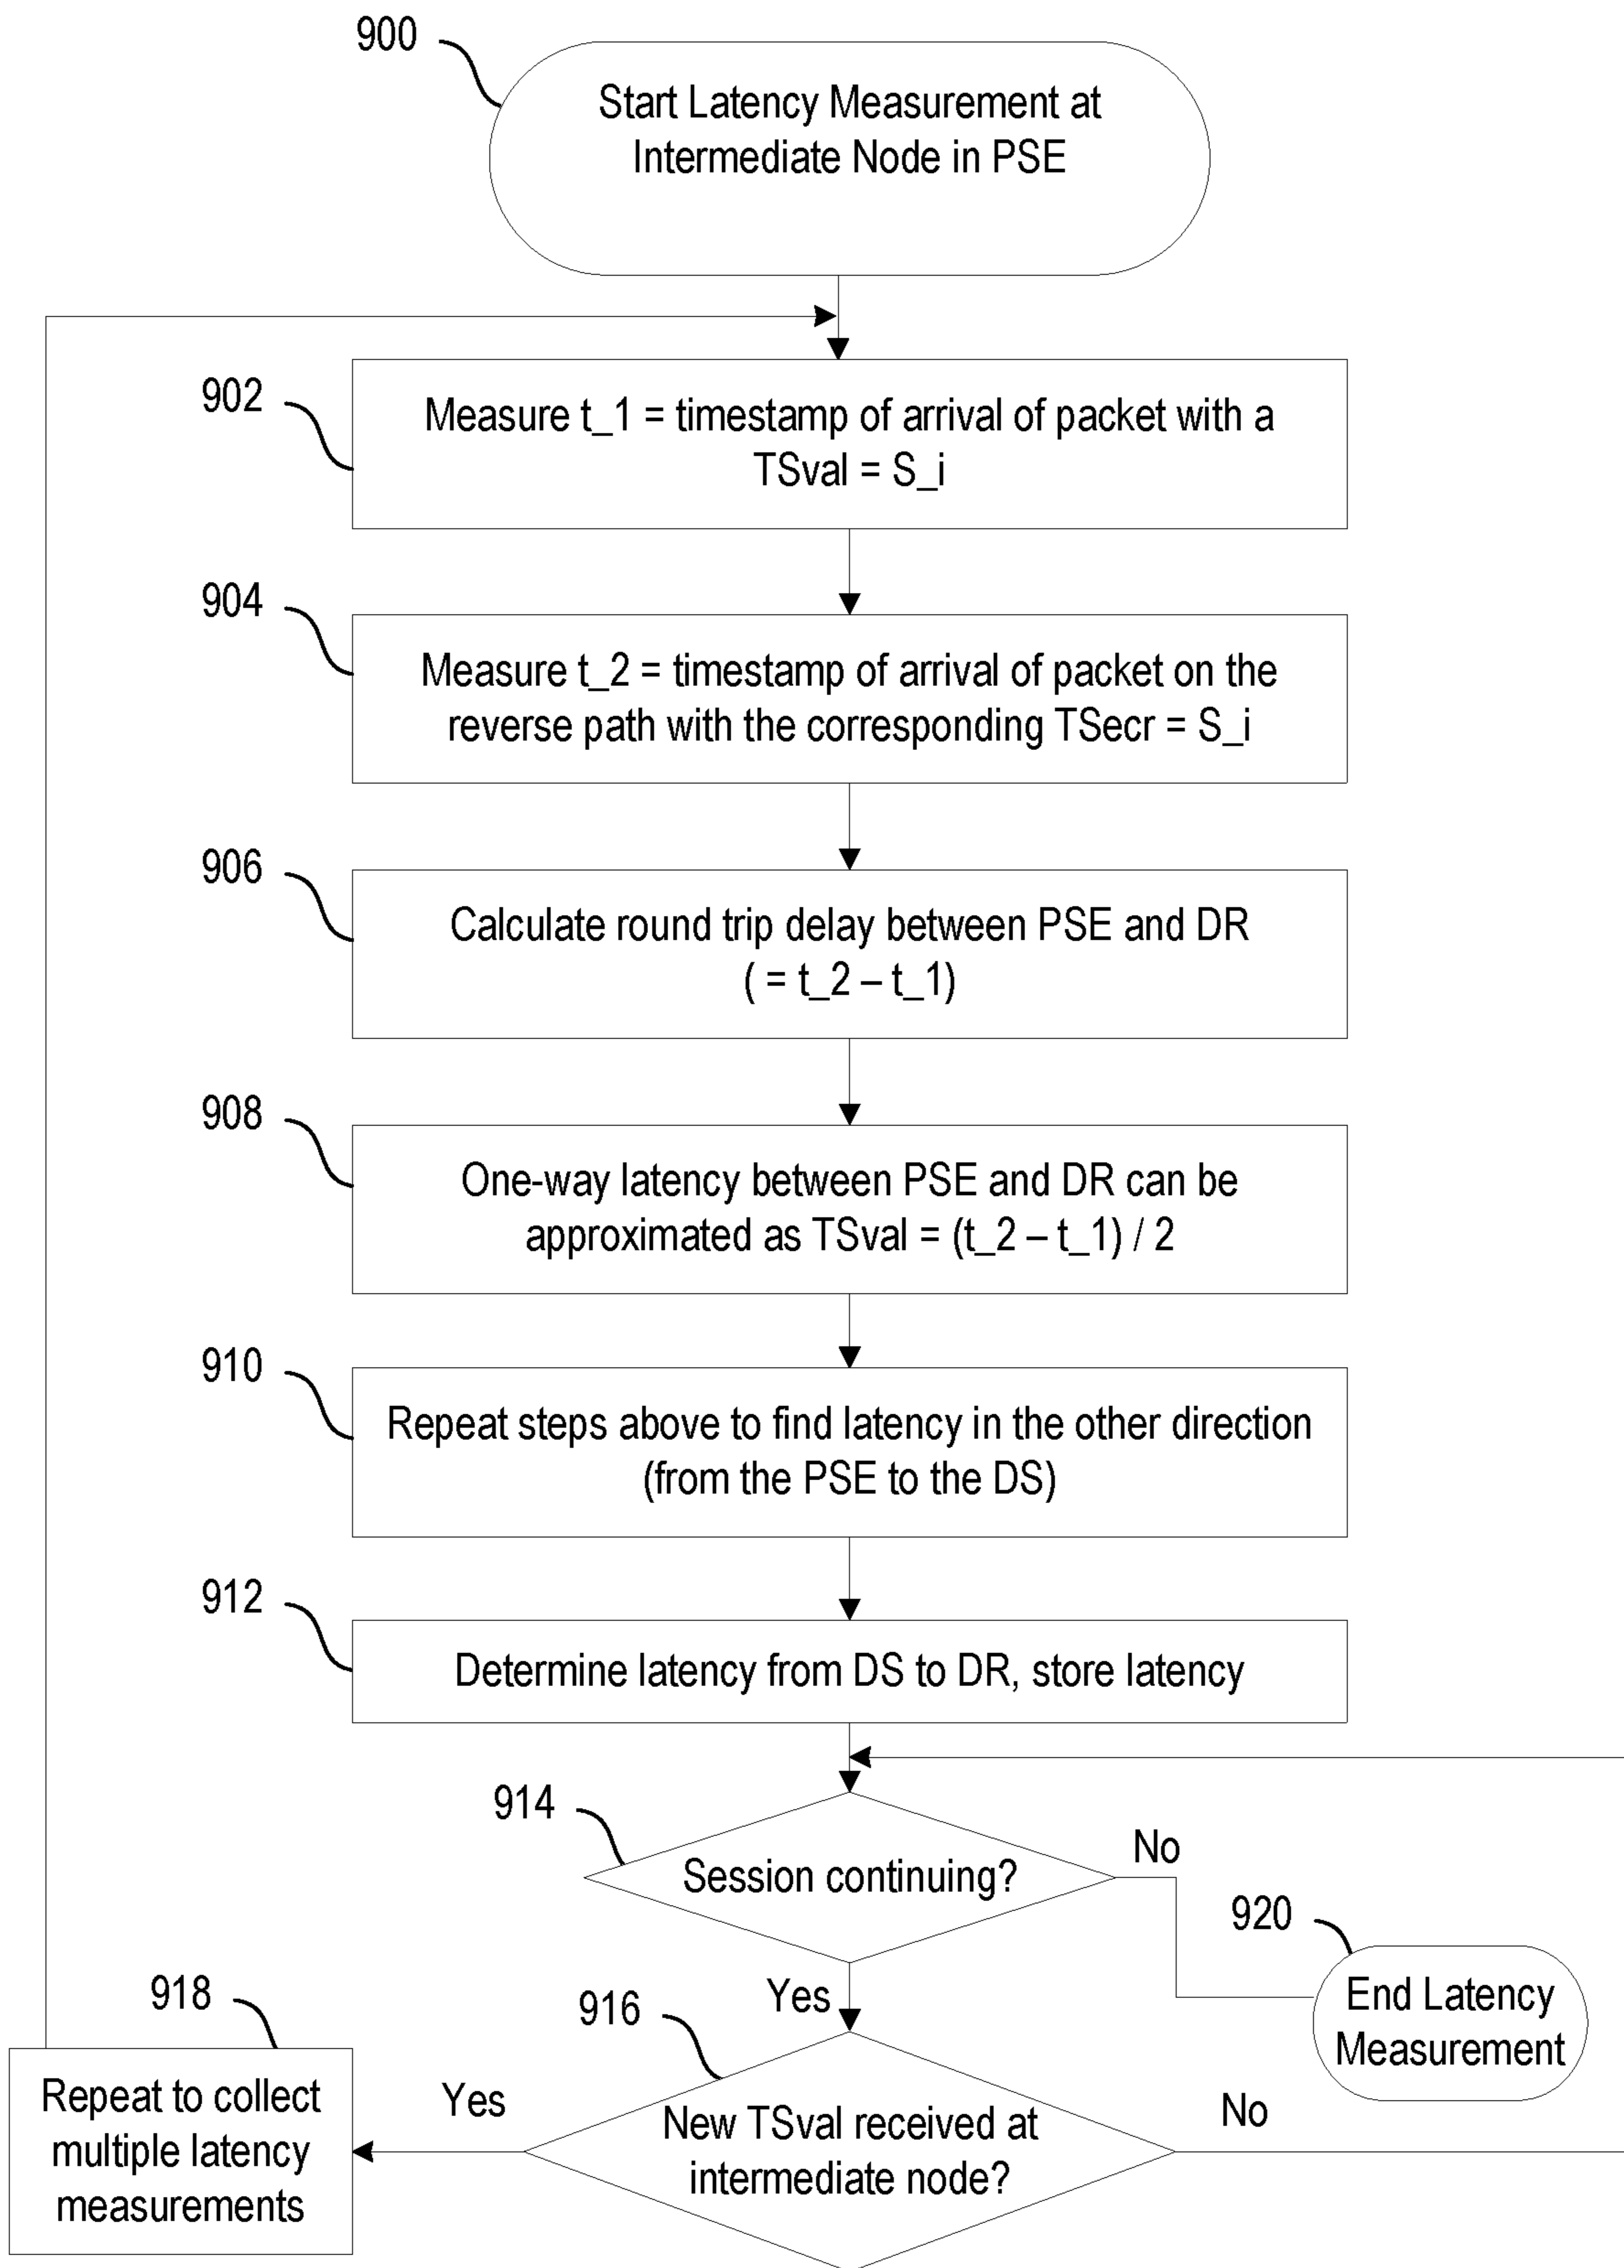 900
Start Latency Measurement at
Intermediate Node in PSE
902
Measure t_1 = timestamp of arrival of packet with a
TSval = S_i
904
Measure t_2 = timestamp of arrival of packet on the
reverse path with the corresponding TSecr = S_i
906
Calculate round trip delay between PSE and DR
( = t_2 – t_1)
908
One-way latency between PSE and DR can be
approximated as TSval = (t_2 – t_1) / 2
910
Repeat steps above to find latency in the other direction
(from the PSE to the DS)
912
Determine latency from DS to DR, store latency
914
Session continuing?
No
920
End Latency
Measurement
Yes
916
New TSval received at
intermediate node?
No
Yes
918
Repeat to collect
multiple latency
measurements